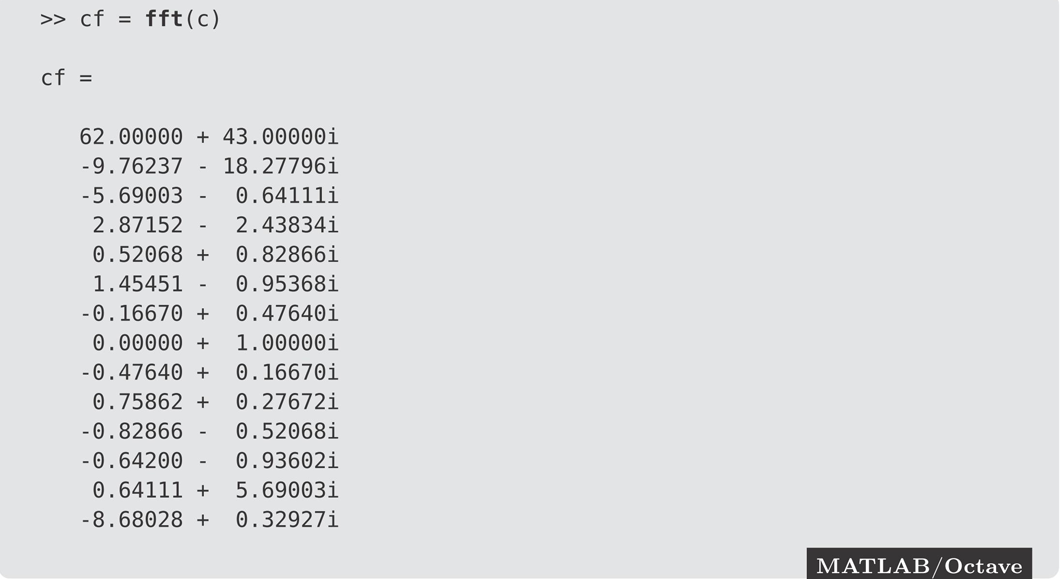 >> cf = fft(c)
cf =
62.00000 + 43.00000i
-9.76237 - 18.27796i
-5.69003 - 0.64111i
2.87152 - 2.43834i
0.52068 + 0.82866i
1.45451 - 0.95368i
-0.16670 + 0.47640i
0.00000 + 1.00000i
-0.47640 + 0.16670i
0.75862 + 0.27672i
-0.82866 - 0.52068i
-0.64200 - 0.93602i
0.64111 + 5.69003i
-8.68028 + 0.32927i
MATLAB/Octave